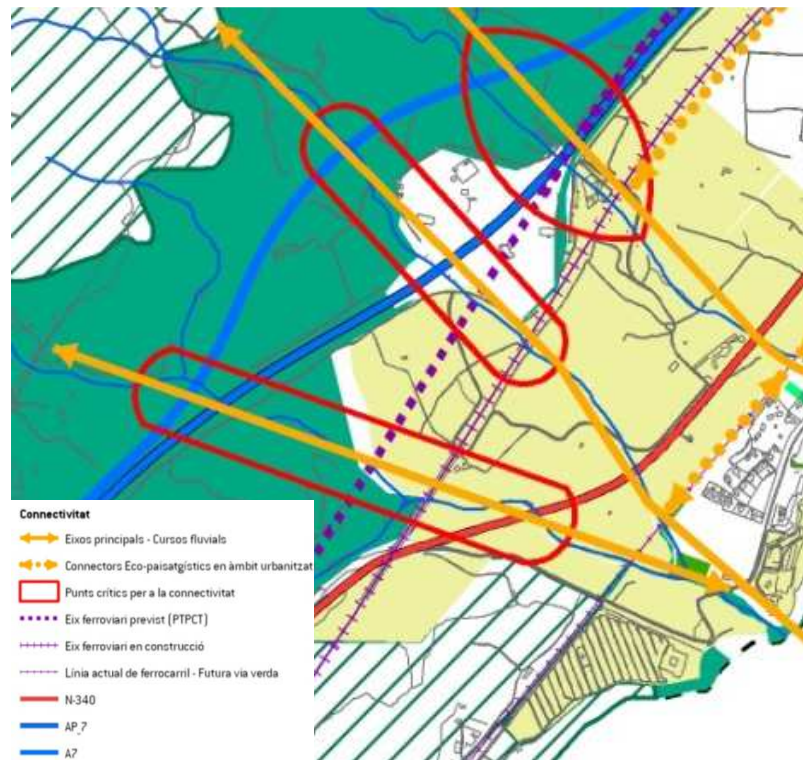 Connectivitat
Eixos principals - Cursos fluvials
Connectors Eco-paisatgístics en àmbit urbanitzat
Punts crítics per a la connectivitat
Eix ferroviari previst (PTPCT)
Eix ferroviari en construcció
Línia actual de ferrocarril - Futura via verda
N-340
AP_7
A7